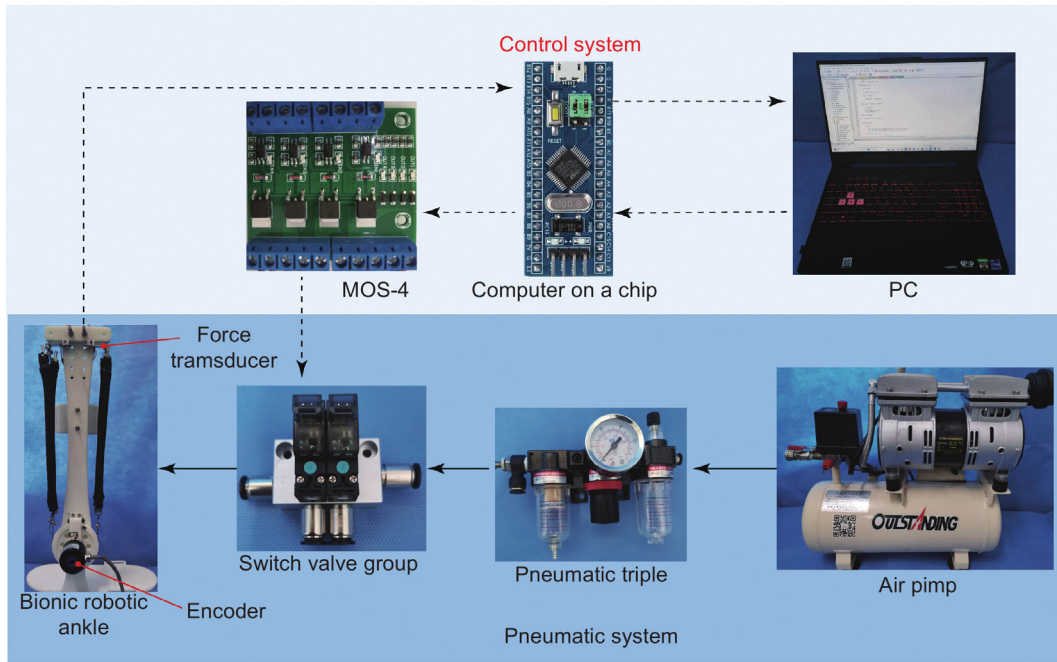 Control system
RESET
MOS-4
Computer on a chip
PC
Force
tramsducer
OUTSTANDING
Switch valve group
Pneumatic triple
Air pimp
Encoder
Bionic robotic
ankle
Pneumatic system